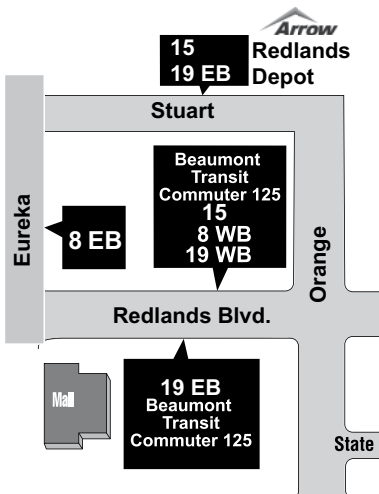 Arrow
15
19 EB
Redlands
Depot
Stuart
Beaumont
Transit
Commuter 125
15
8 WB
19 WB
Eureka
8 EB
Orange
Redlands Blvd.
19 EB
Beaumont
Transit
Commuter 125
Mall
State